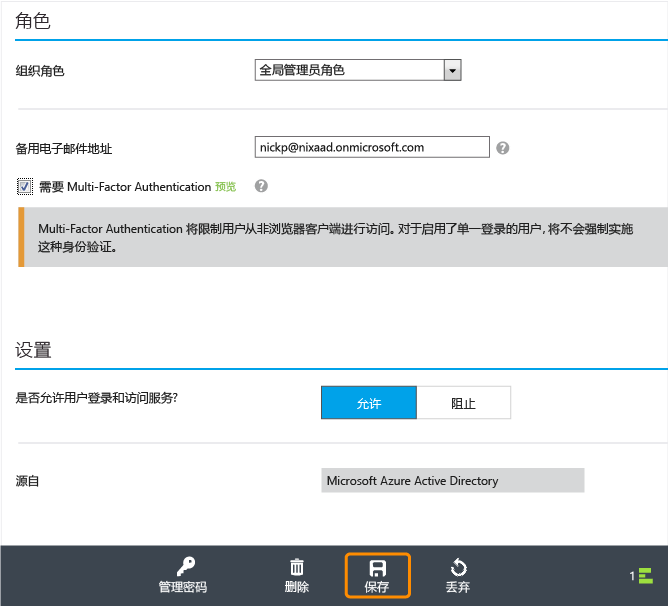 角色
组织角色
全局管理员角色
备用电子邮件地址
nickp@nixaad.onmicrosoft.com
?
需要 Multi-Factor Authentication 预览
?
Multi-Factor Authentication 将限制用户从非浏览器客户端进行访问。对于启用了单一登录的用户，将不会强制实施
这种身份验证。
设置
是否允许用户登录和访问服务?
允许
阻止
源自
Microsoft Azure Active Directory
管理密码
删除
保存
丢弃
1